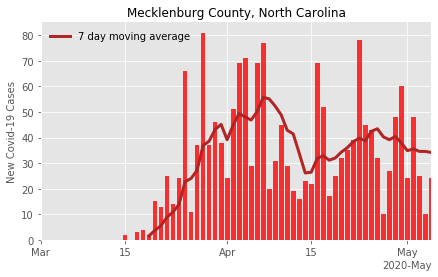 Mecklenburg County, North Carolina
7 day moving average
New Covid-19 Cases
80
70
60
50
40
30
20
10
0
Mar
15
Apr
15
May
2020-May